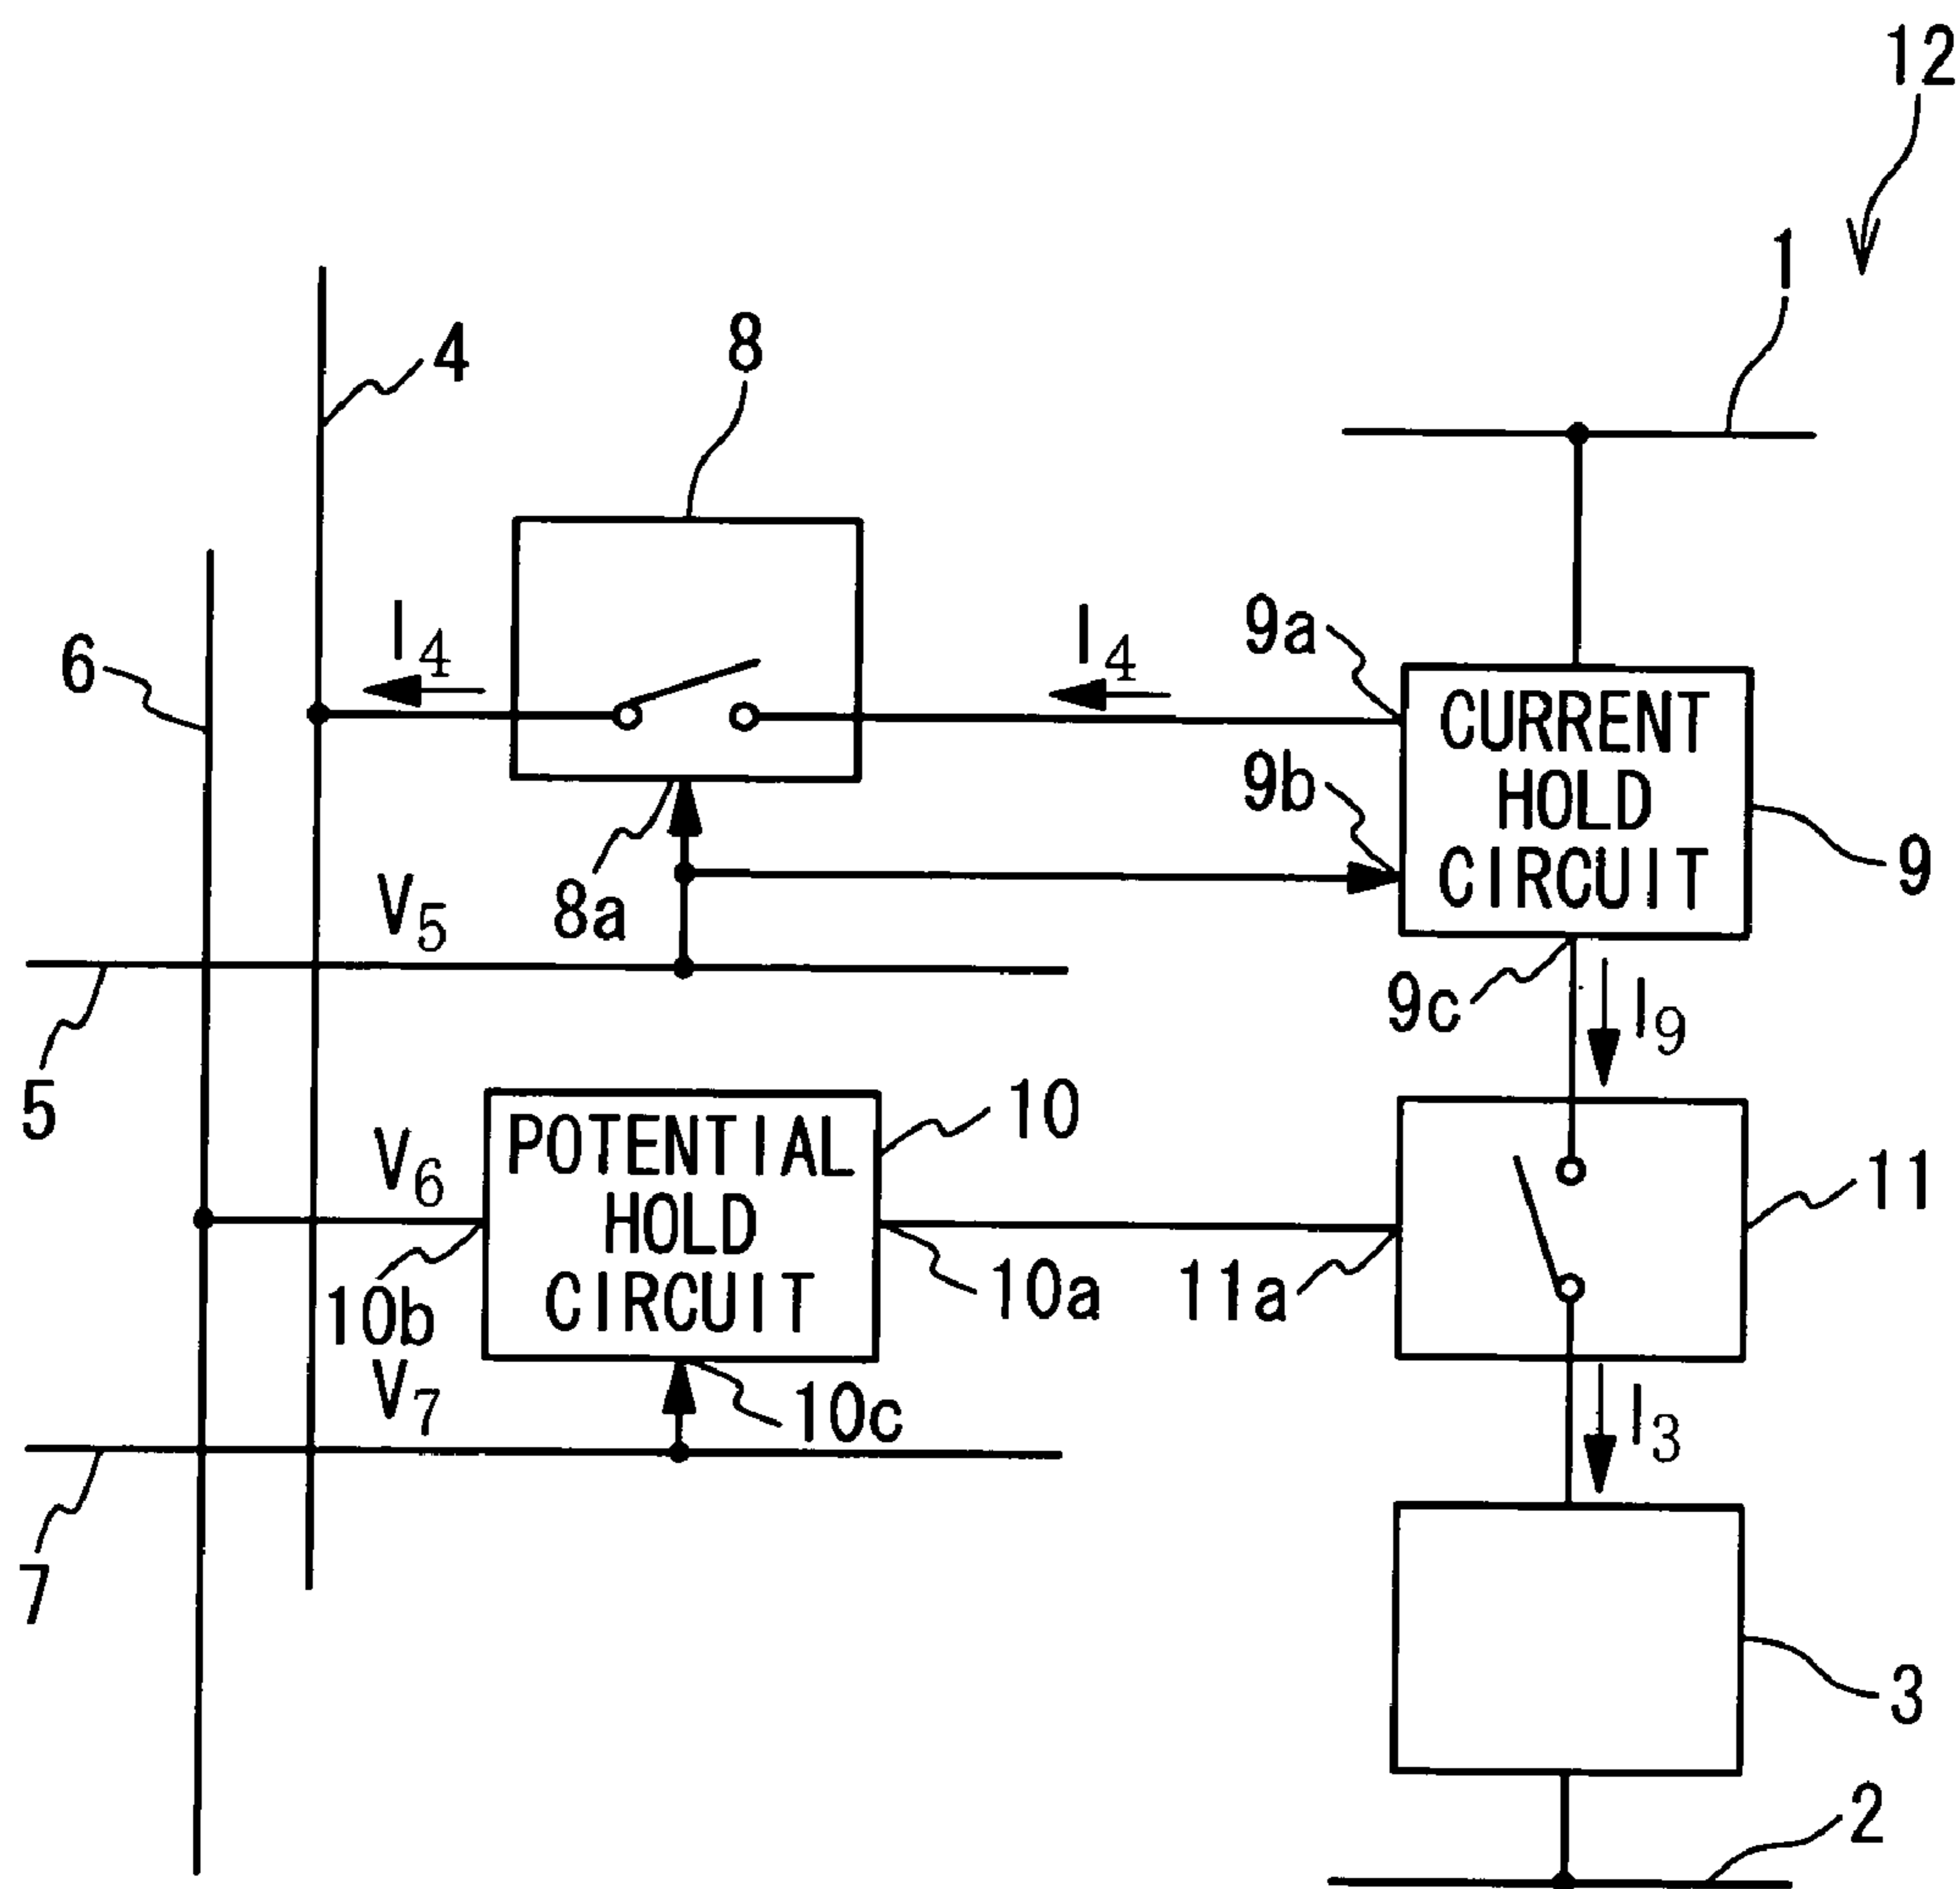 12
1
4
8
6
I4
I4
9a
CURRENT
HOLD
CIRCUIT
9b
9
8a
V5
9c
I9
5
10
POTENTIAL
HOLD
CIRCUIT
V6
11
10b
10a
11a
V7
10c
I3
7
3
2